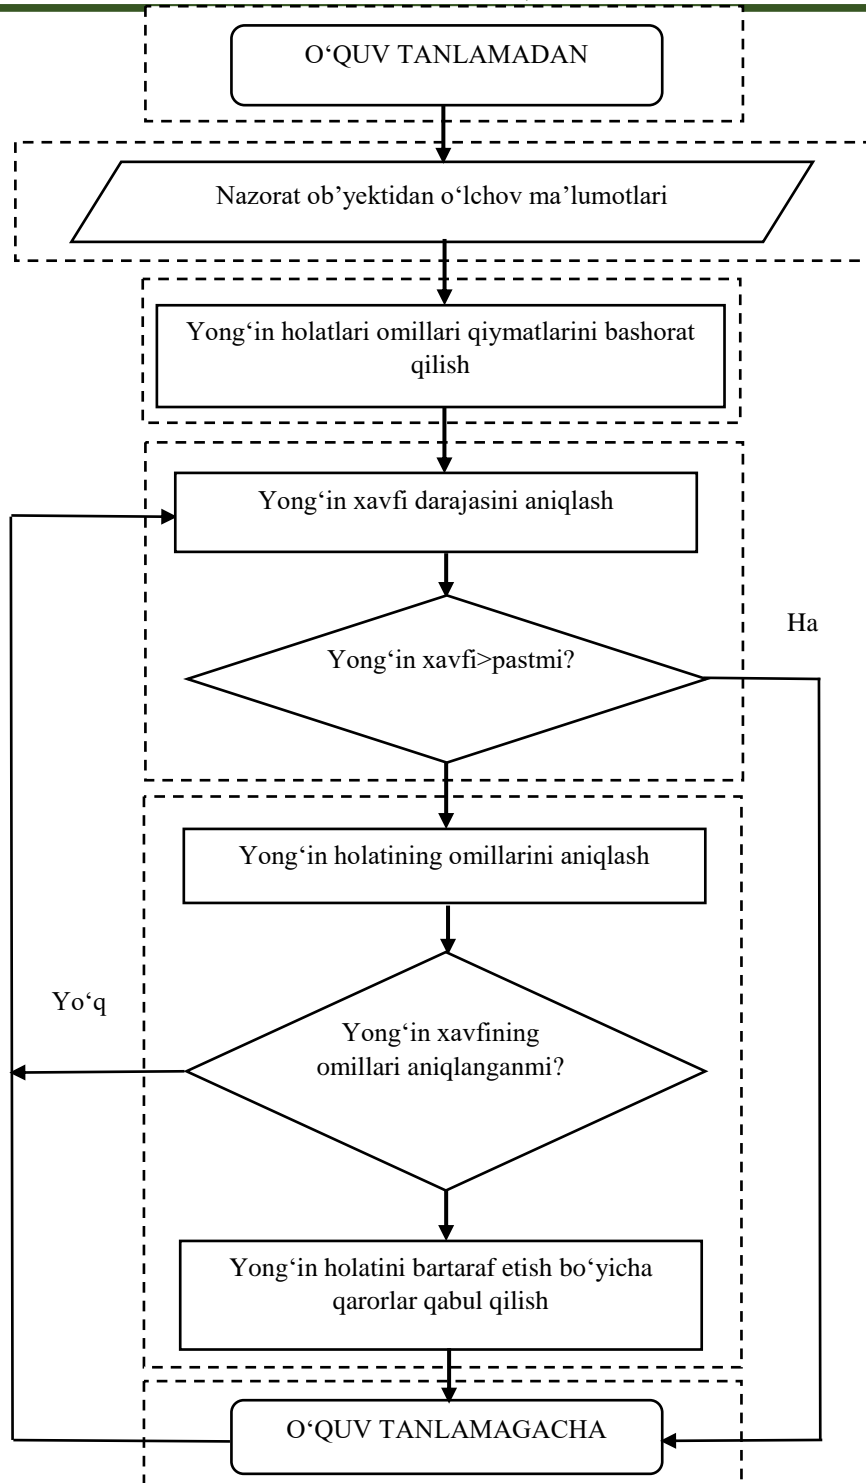 O‘QUV TANLAMADAN
Nazorat ob’yektidan o‘lchov ma’lumotlari
Yong‘in holatlari omillari qiymatlarini bashorat
qilish
Yong‘in xavfi darajasini aniqlash
Ha
Yong‘in xavfi>pastmi?
Yong‘in holatining omillarini aniqlash
Yo‘q
Yong‘in xavfining
omillari aniqlanganmi?
Yong‘in holatini bartaraf etish bo‘yicha
qarorlar qabul qilish
O‘QUV TANLAMAGACHA